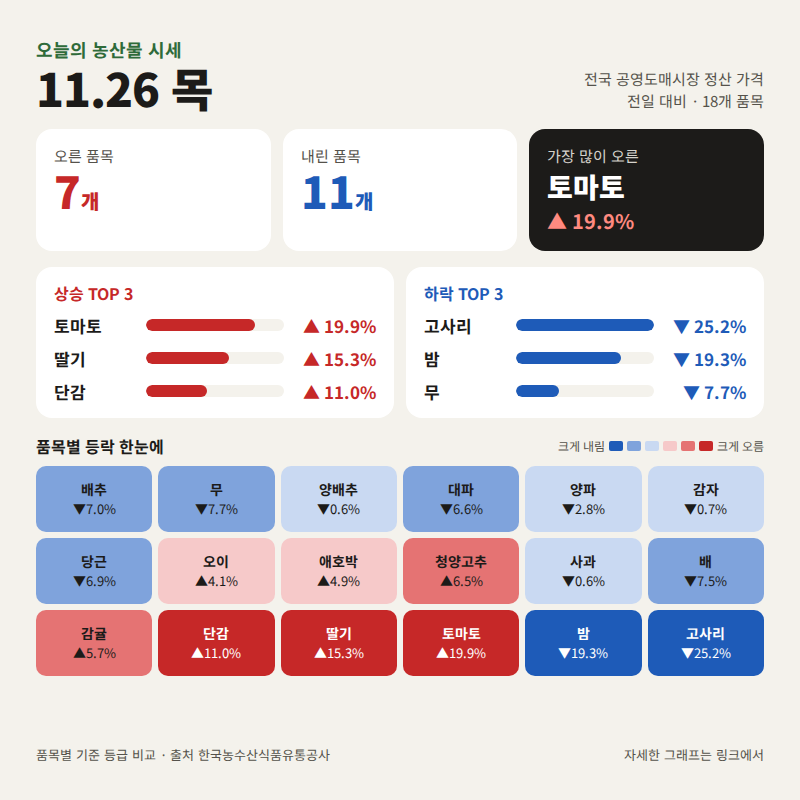 오늘의 농산물 시세
11.26 목
전국 공영도매시장 정산 가격
전일 대비 · 18개 품목
오른 품목
7개
내린 품목
11개
가장 많이 오른
토마토
▲ 19.9%
상승 TOP 3
토마토 ▲ 19.9%
딸기 ▲ 15.3%
단감 ▲ 11.0%
하락 TOP 3
고사리 ▼ 25.2%
밤 ▼ 19.3%
무 ▼ 7.7%
품목별 등락 한눈에
크게 내림 크게 오름
배추 무 양배추 대파 양파 감자
▼7.0% ▼7.7% ▼0.6% ▼6.6% ▼2.8% ▼0.7%
당근 오이 애호박 청양고추 사과 배
▼6.9% ▲4.1% ▲4.9% ▲6.5% ▼0.6% ▼7.5%
감귤 단감 딸기 토마토 밤 고사리
▲5.7% ▲11.0% ▲15.3% ▲19.9% ▼19.3% ▼25.2%
품목별 기준 등급 비교 · 출처 한국농수산식품유통공사
자세한 그래프는 링크에서